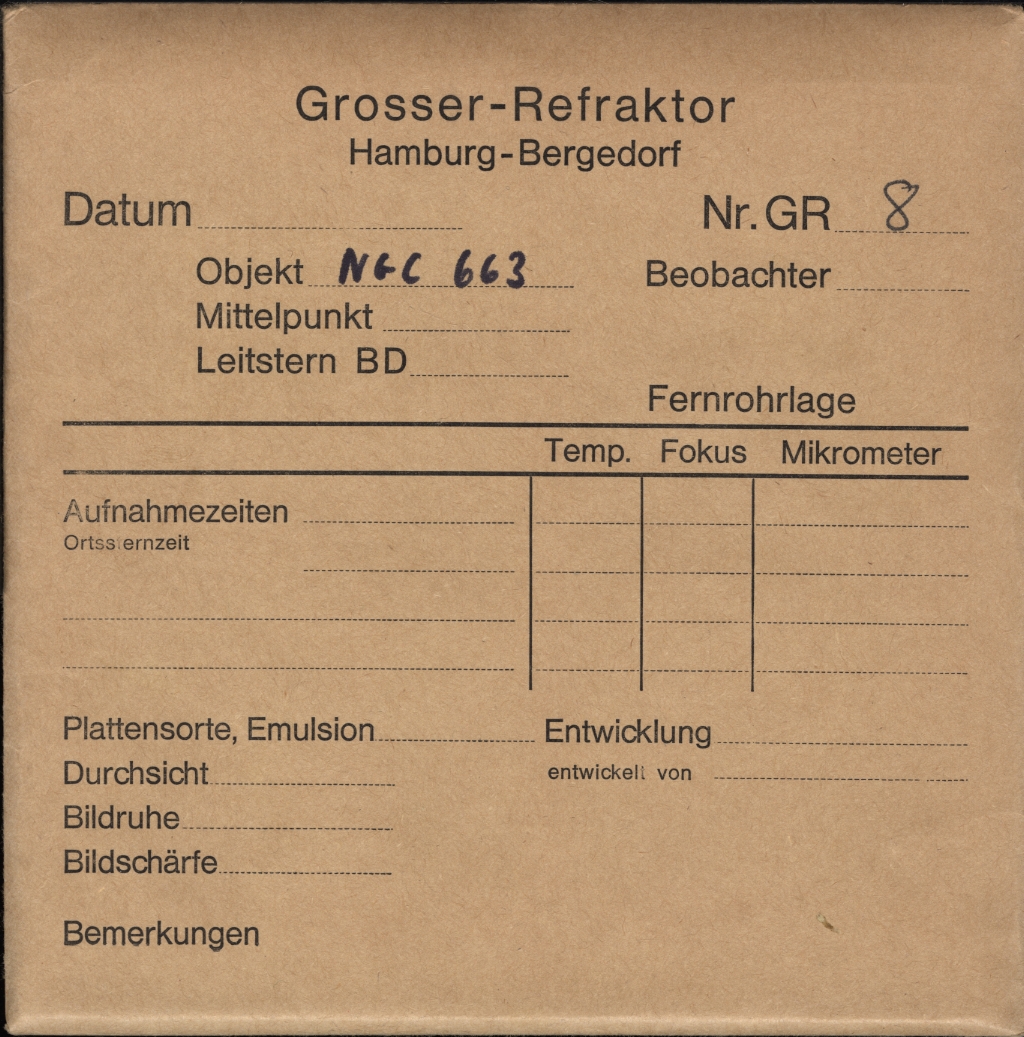 Grosser-Refraktor
Hamburg-Bergedorf
Datum Nr. GR 8
Objekt NGC 663 Beobachter
Mittelpunkt
Leitstern BD
Fernrohrlage
Temp. Fokus Mikrometer
Aufnahmezeiten
Ortssternzeit
Plattensorte, Emulsion Entwicklung
Durchsicht entwickelt von
Bildruhe
Bildschärfe
Bemerkungen